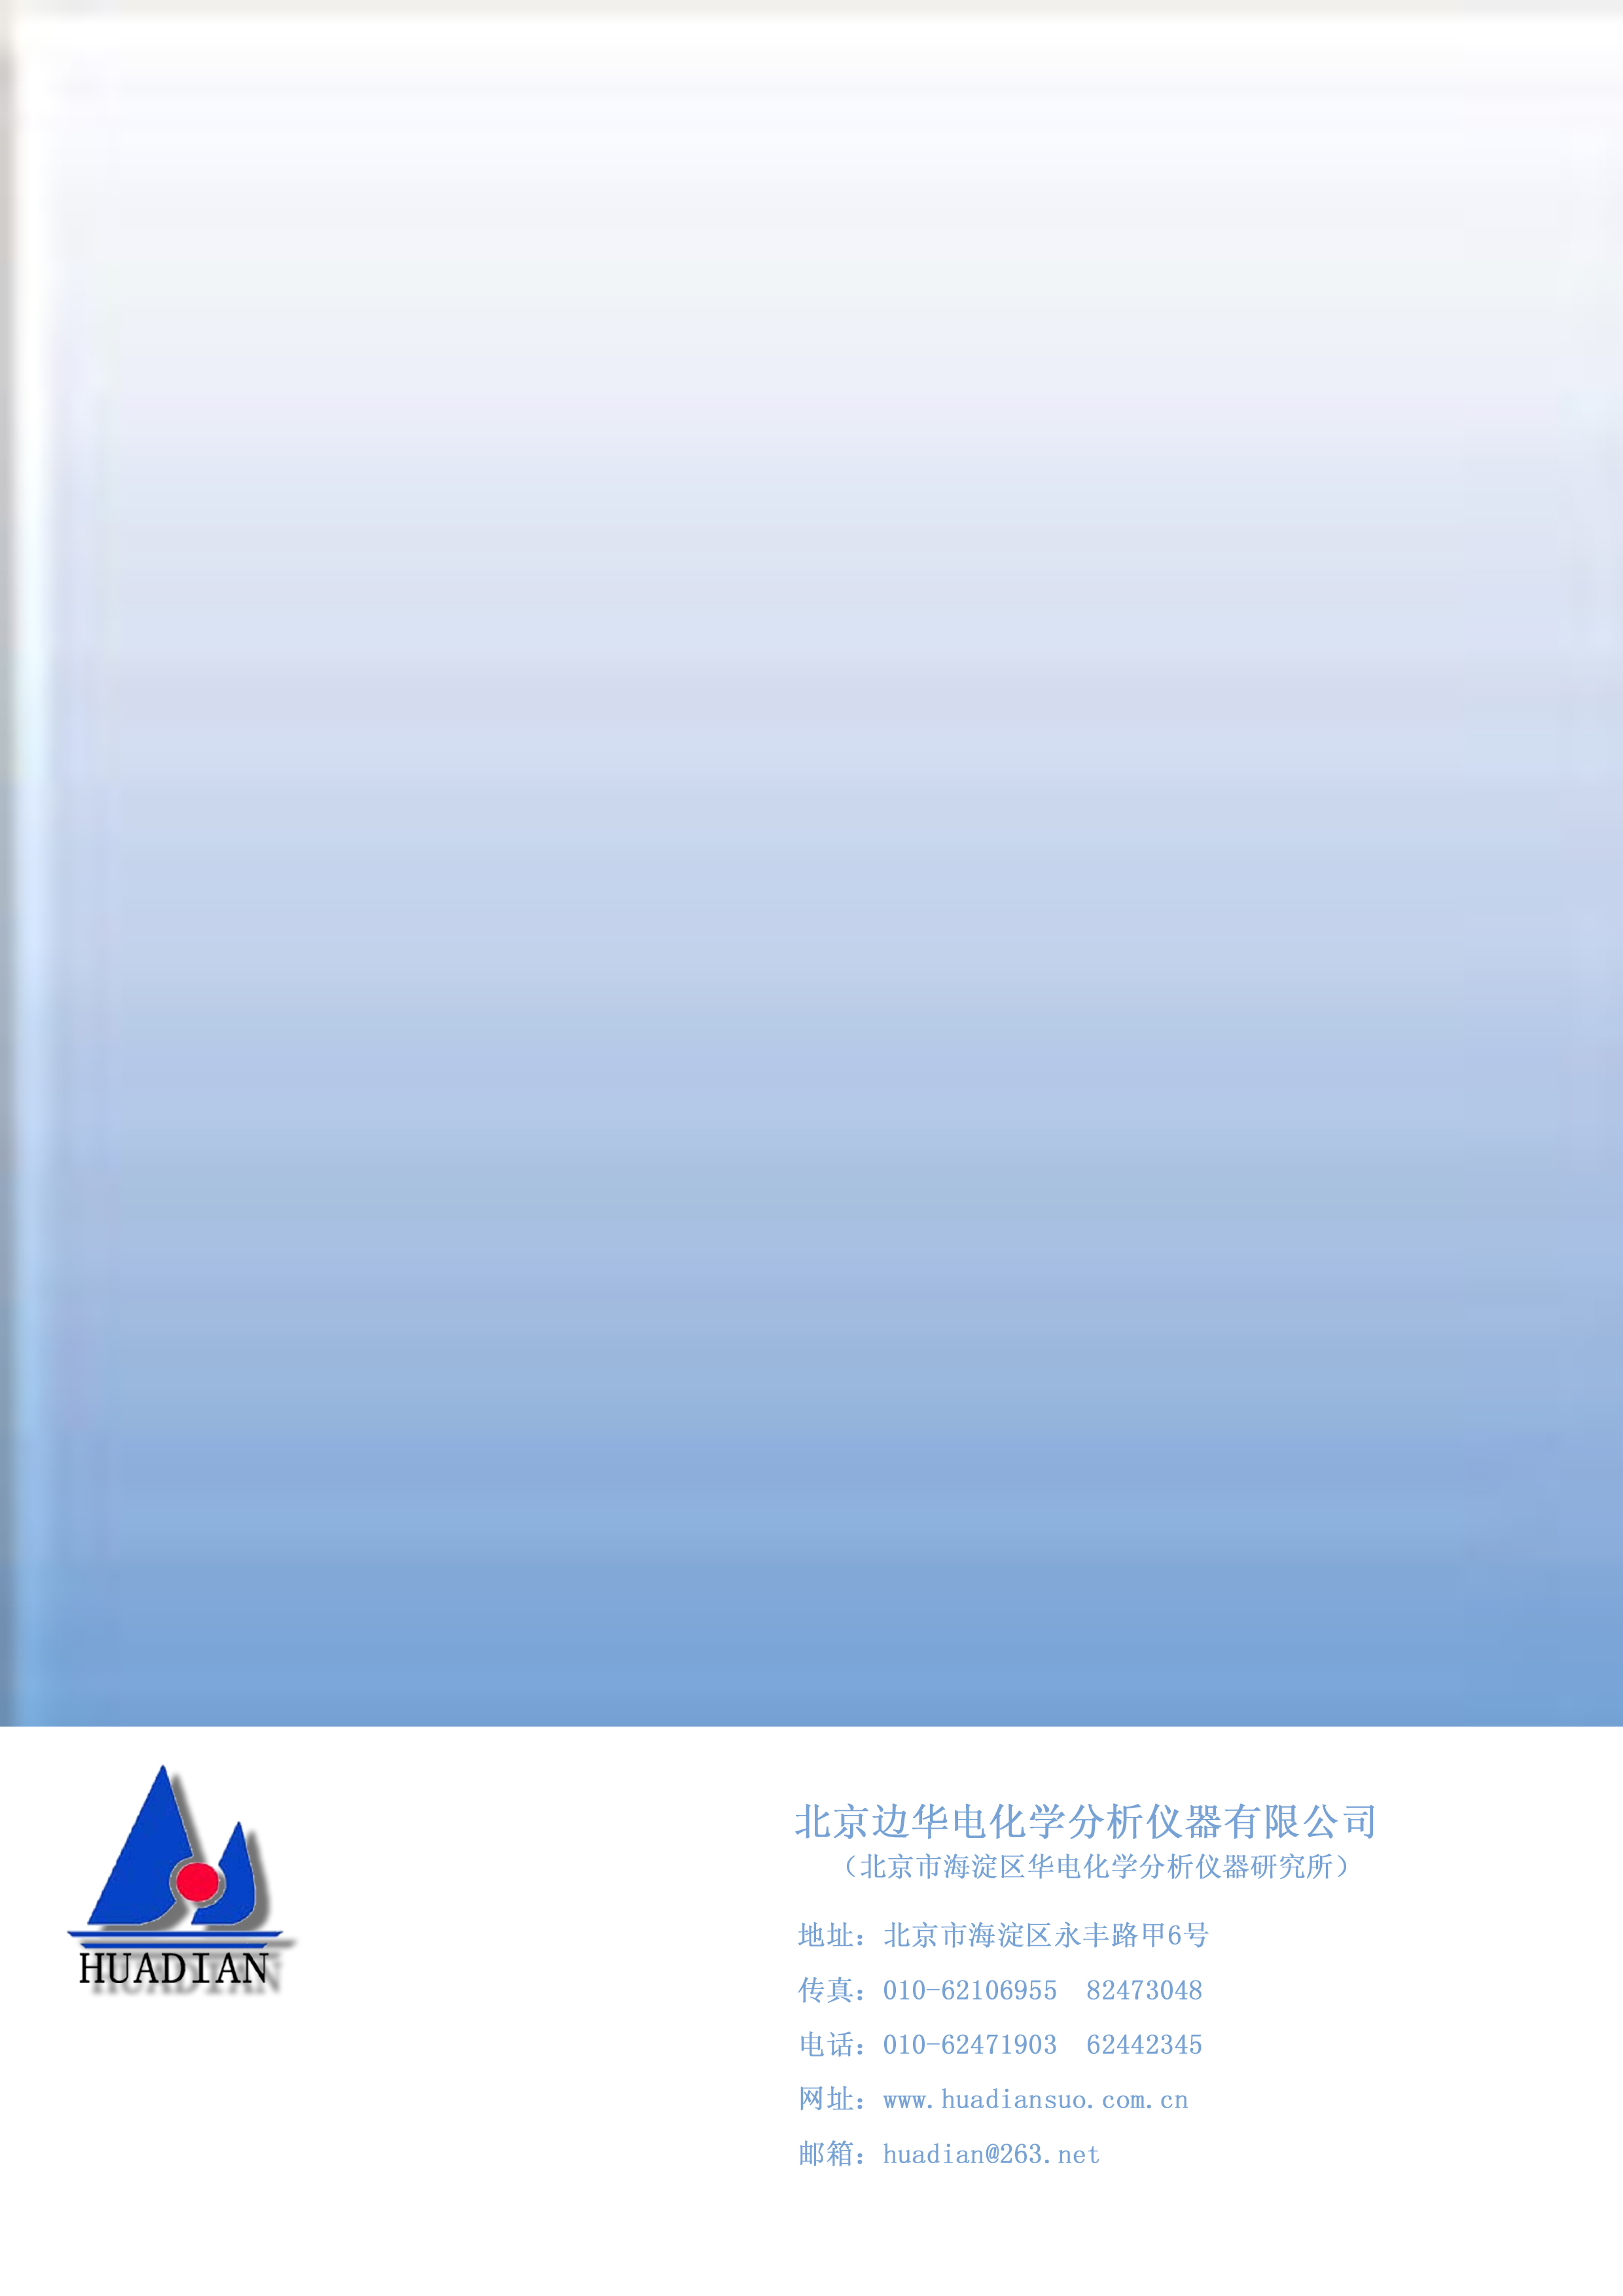 HUADIAN
北京边华电化学分析仪器有限公司
（北京市海淀区华电化学分析仪器研究所）
地址：北京市海淀区永丰路甲6号
传真：010-62106955  82473048
电话：010-62471903  62442345
网址：www.huadiansuo.com.cn
邮箱：huadian@263.net